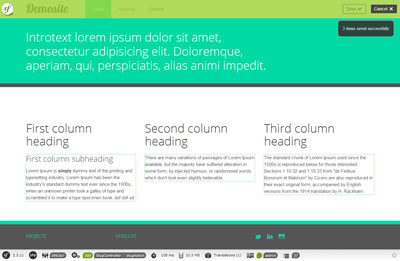 sf Demosite Home Projects Satellite Save ✓ Cancel ✕
2 items saved successfully
Introtext lorem ipsum dolor sit amet,
consectetur adipisicing elit. Doloremque,
aperiam, qui, perspiciatis, alias animi impedit.
First column
heading
First column subheading
Lorem Ipsum is simply dummy text of the printing and
typesetting industry. Lorem Ipsum has been the
industry's standard dummy text ever since the 1500s,
when an unknown printer took a galley of type and
scrambled it to make a type specimen book. dsf dsf sd
Second column
heading
There are many variations of passages of Lorem Ipsum
available, but the majority have suffered alteration in
some form, by injected humour, or randomised words
which don't look even slightly believable.
Third column
heading
The standard chunk of Lorem Ipsum used since the
1500s is reproduced below for those interested.
Sections 1.10.32 and 1.10.33 from "de Finibus
Bonorum et Malorum" by Cicero are also reproduced in
their exact original form, accompanied by English
versions from the 1914 translation by H. Rackham.
PROJECTS SATELLITE
sf php 200 SlugController :: slugAction 158 ms 20.5 MB Translations (1) admin